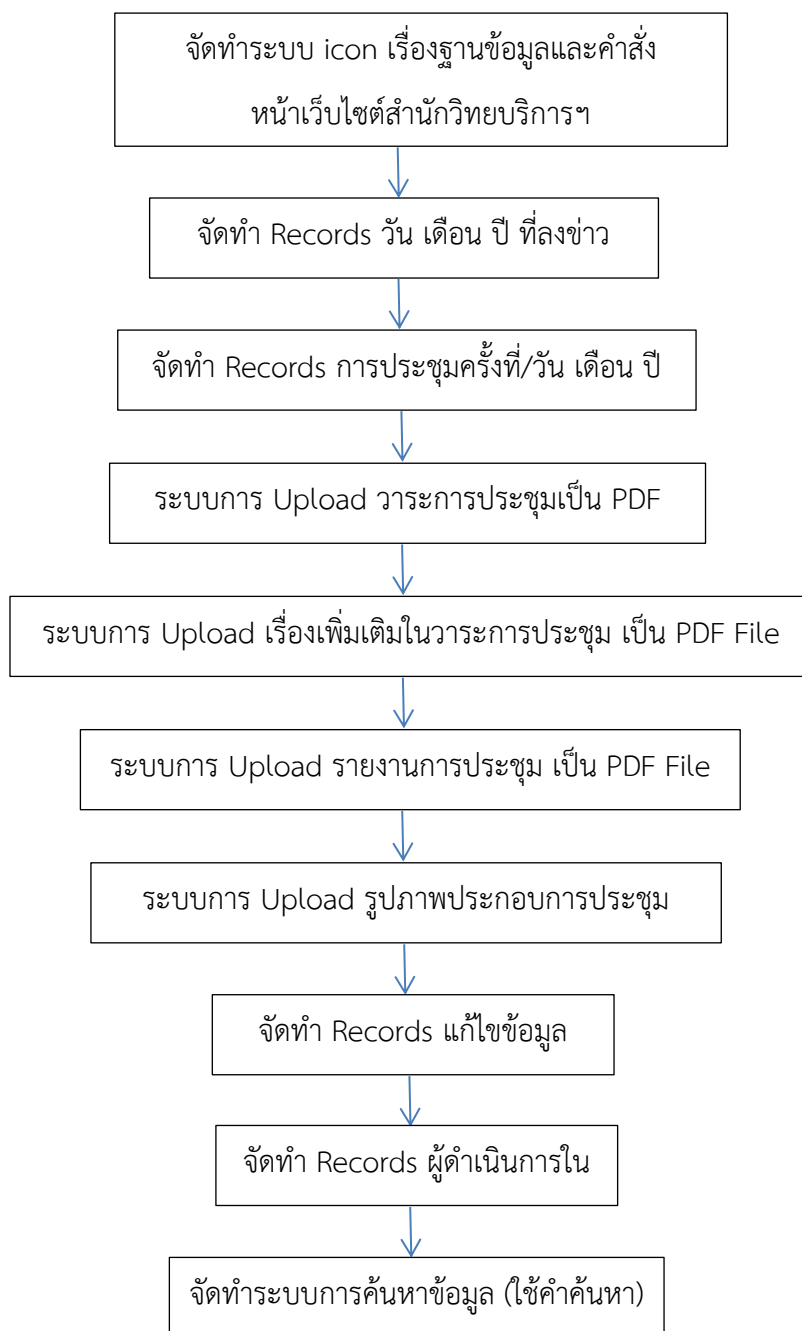 จัดทำระบบ icon เรื่องฐานข้อมูลและคำสั่ง
หน้าเว็บไซต์สำนักวิทยบริการฯ
จัดทำ Records วัน เดือน ปี ที่ลงข่าว
จัดทำ Records การประชุมครั้งที่/วัน เดือน ปี
ระบบการ Upload วาระการประชุมเป็น PDF
ระบบการ Upload เรื่องเพิ่มเติมในวาระการประชุม เป็น PDF File
ระบบการ Upload รายงานการประชุม เป็น PDF File
ระบบการ Upload รูปภาพประกอบการประชุม
จัดทำ Records แก้ไขข้อมูล
จัดทำ Records ผู้ดำเนินการใน
จัดทำระบบการค้นหาข้อมูล (ใช้คำค้นหา)